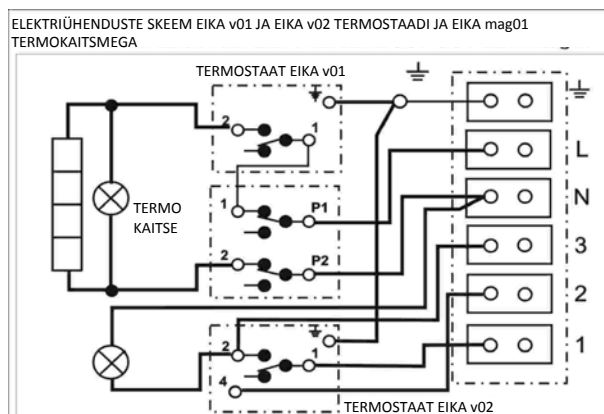 ELEKTRIÜHENDUSTE SKEEM EIKA v01 JA EIKA v02 TERMOSTAADI JA EIKA mag01
TERMOKAITSMEGA
TERMOSTAAT EIKA v01
2
1
L
TERMO
KAITSE
1
P1
N
2
P2
3
2
2
1
1
4
TERMOSTAAT EIKA v02